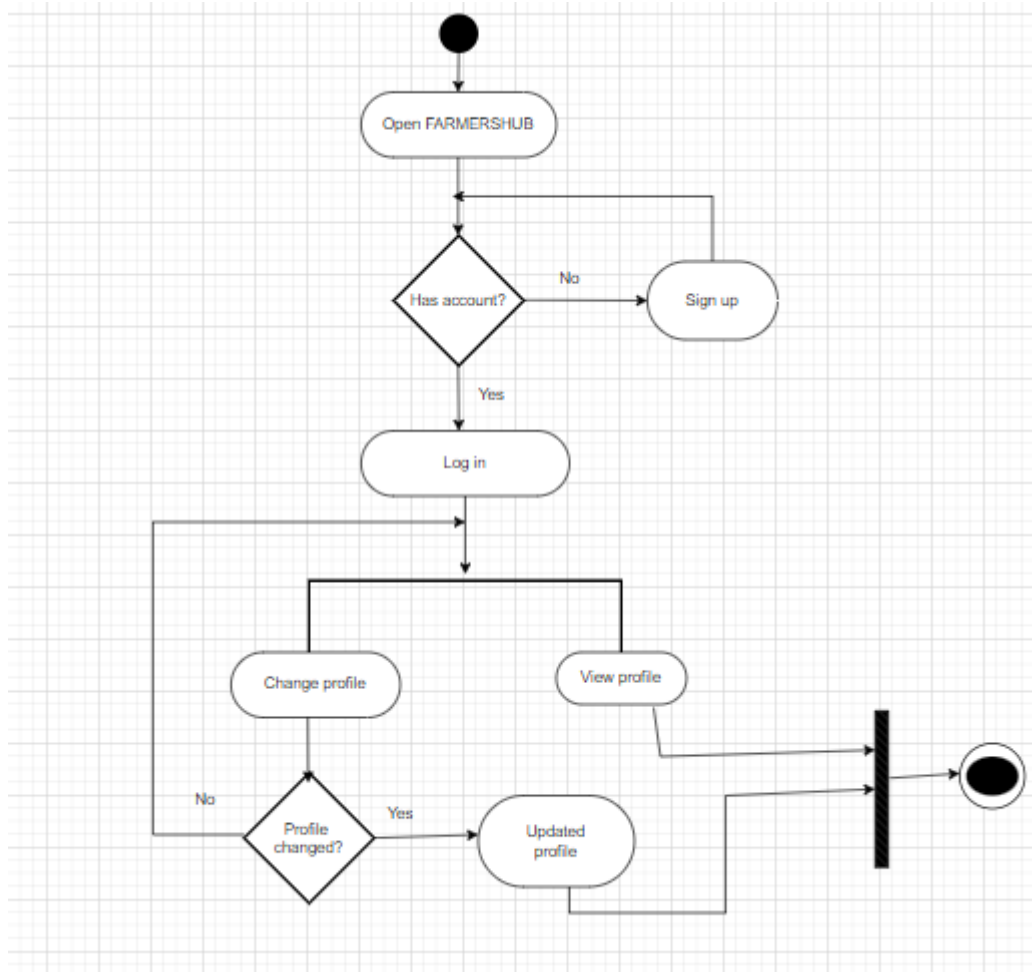 Open FARMERSHUB
Has account?
No
Sign up
Yes
Log in
Change profile
View profile
No
Yes
Profile
changed?
Updated
profile